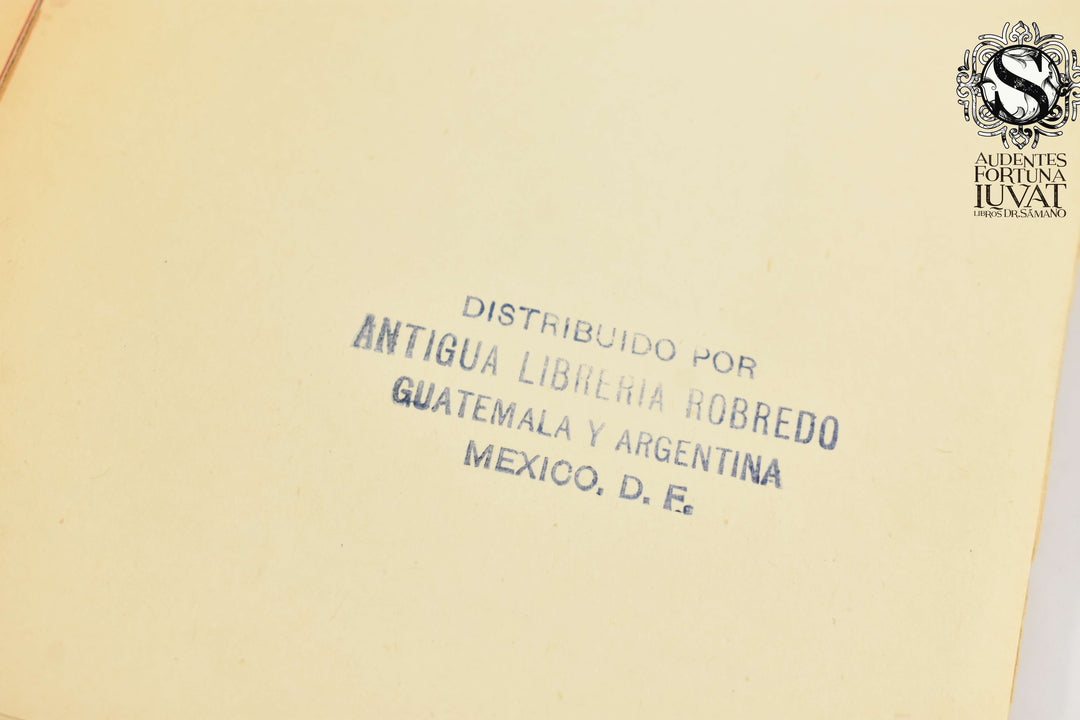 DISTRIBUIDO POR
ANTIGUA LIBRERIA ROBREDO
GUATEMALA Y ARGENTINA
MEXICO, D. F.
S
AUDENTES
FORTUNA
IUVAT
LIBROS DR. SÁMANO